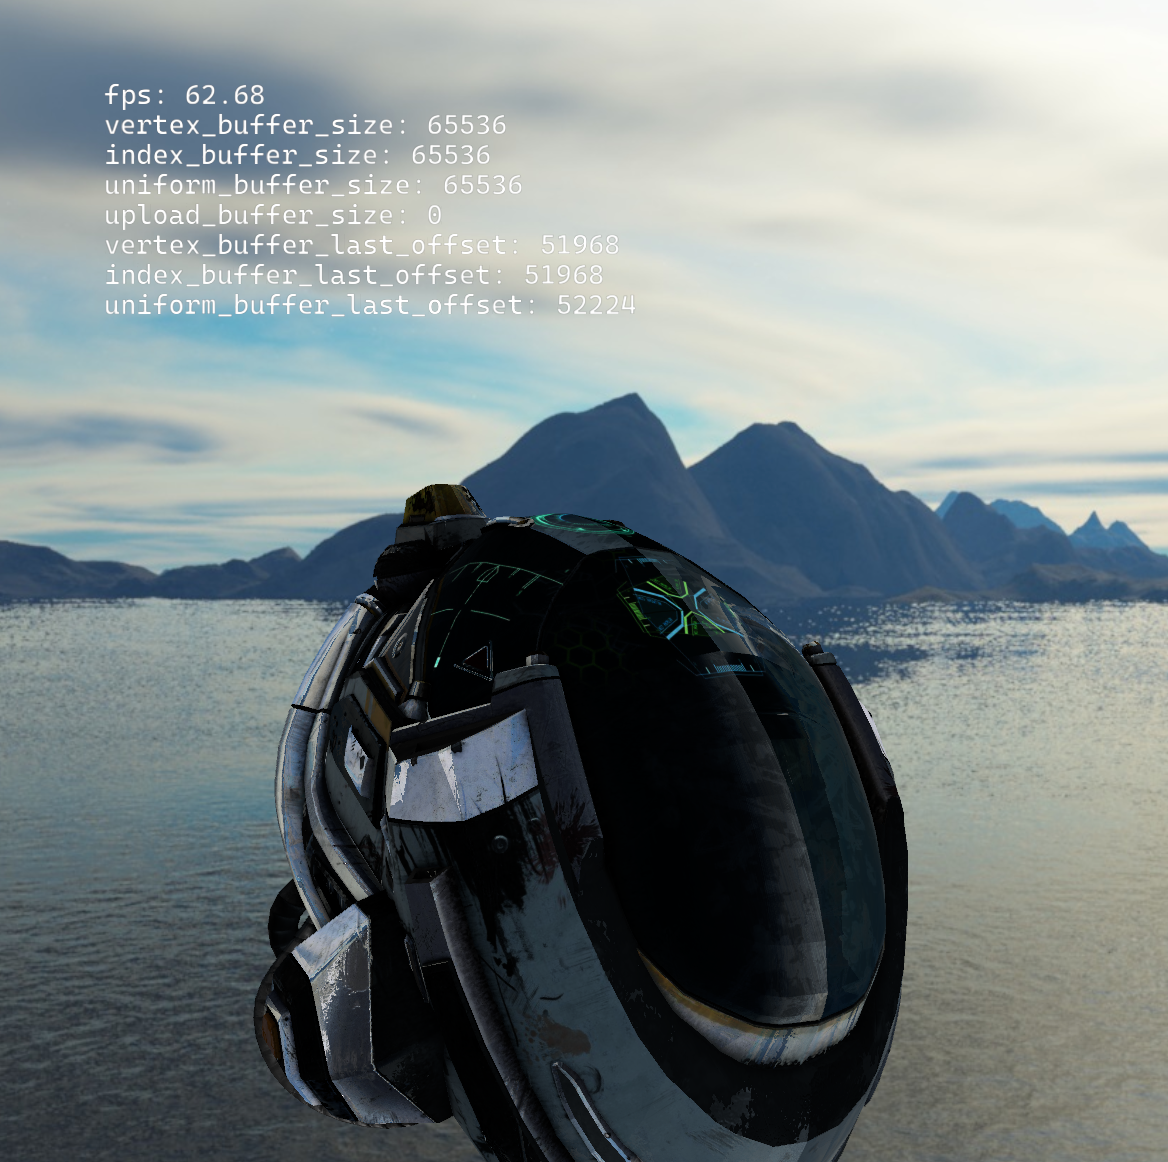 fps: 62.68
vertex_buffer_size: 65536
index_buffer_size: 65536
uniform_buffer_size: 65536
upload_buffer_size: 0
vertex_buffer_last_offset: 51968
index_buffer_last_offset: 51968
uniform_buffer_last_offset: 52224